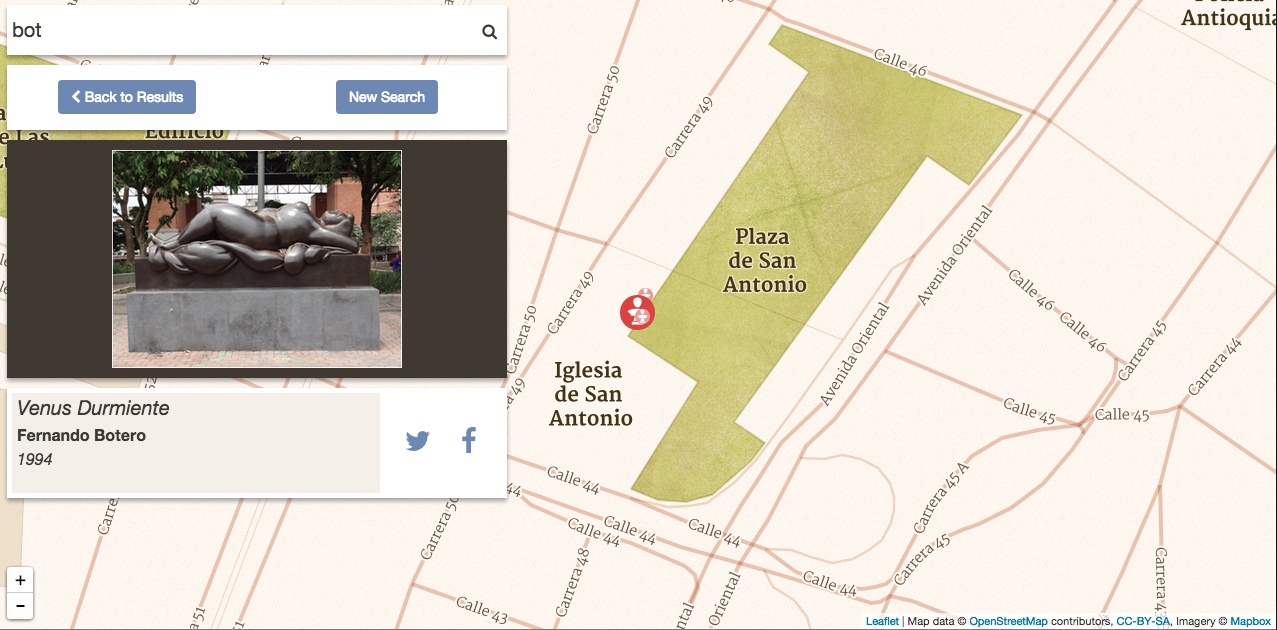 bot
Back to Results
New Search
Venus Durmiente
Fernando Botero
1994
+
-
Edificio
e Las
Antioquia
Calle 46
Carrera 50
Carrera 49
Plaza
de San
Antonio
Avenida Oriental
Carrera 49
Carrera 50
Calle 46
Calle 46
Carrera 45
Carrera 44
Avenida Oriental
Iglesia
de San
Antonio
49
52
Calle 45
Calle 45
Calle 44
44
Carrera 45 A
Carrera 50
Calle 44
Calle 44
Calle 44
Carrera 45
Carrera 48
Calle 44
Oriental
Calle 43
51
Leaflet | Map data © OpenStreetMap contributors, CC-BY-SA, Imagery © Mapbox